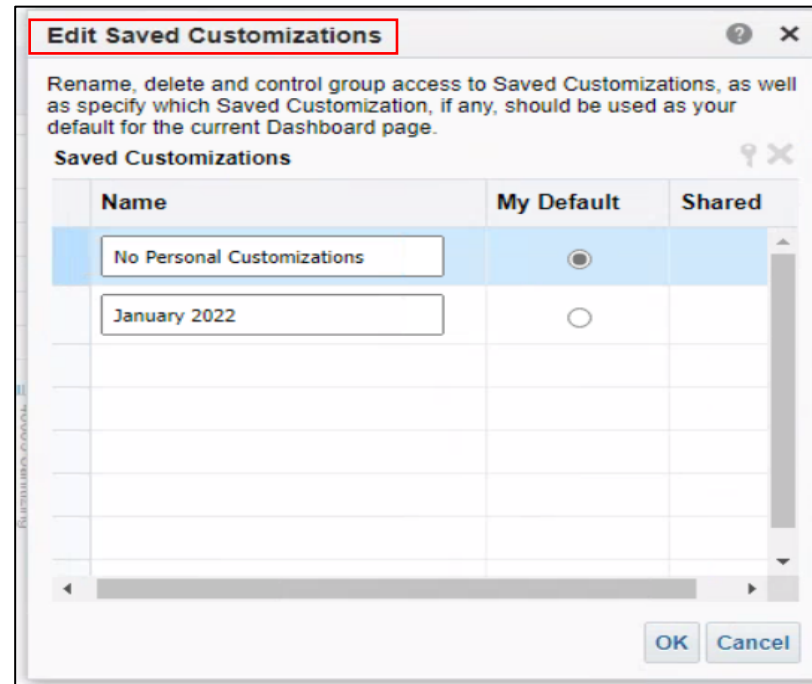 Edit Saved Customizations
Rename, delete and control group access to Saved Customizations, as well
as specify which Saved Customization, if any, should be used as your
default for the current Dashboard page.
Saved Customizations
Name My Default Shared
No Personal Customizations
January 2022
OK Cancel